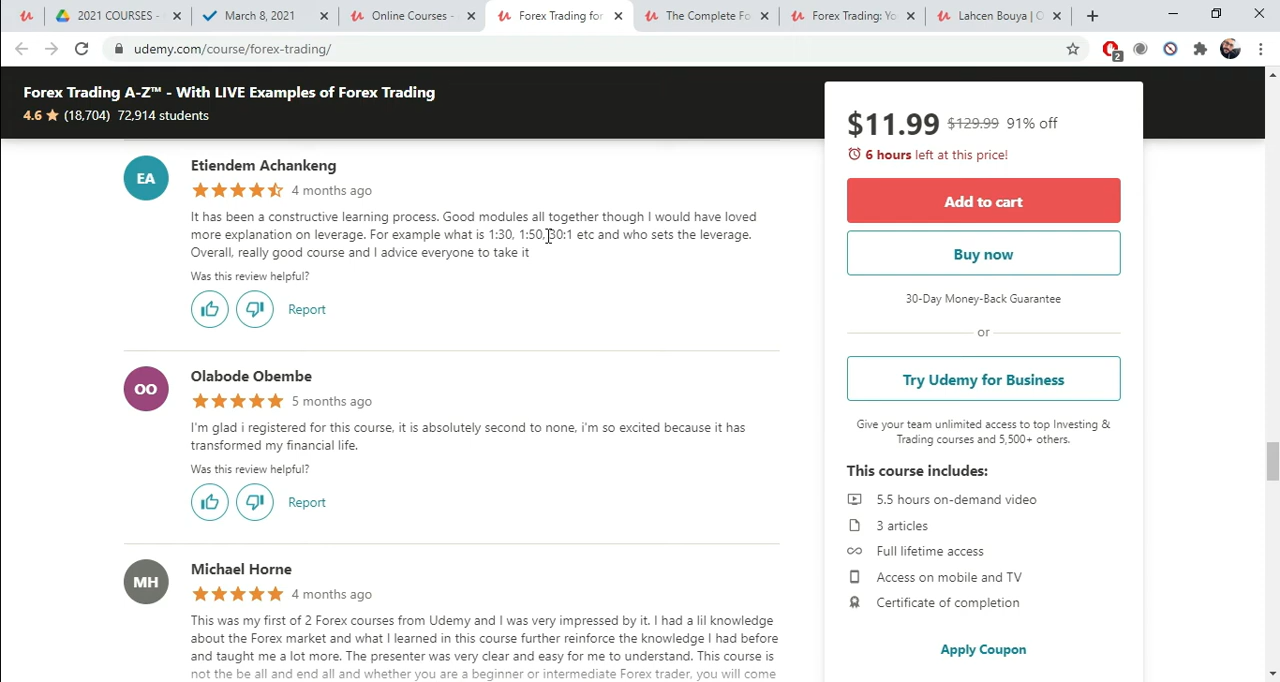 2021 COURSES -
March 8, 2021
Online Courses -
Forex Trading for
The Complete Fo
Forex Trading: Yo
Lahcen Bouya | O
udemy.com/course/forex-trading/
2
Forex Trading A-Z™ - With LIVE Examples of Forex Trading
4.6 (18,704) 72,914 students
EA
Etiendem Achankeng
4 months ago
It has been a constructive learning process. Good modules all together though I would have loved
more explanation on leverage. For example what is 1:30, 1:50, 30:1 etc and who sets the leverage.
Overall, really good course and I advice everyone to take it
Was this review helpful?
Report
OO
Olabode Obembe
5 months ago
I'm glad i registered for this course, it is absolutely second to none, i'm so excited because it has
transformed my financial life.
Was this review helpful?
Report
MH
Michael Horne
4 months ago
This was my first of 2 Forex courses from Udemy and I was very impressed by it. I had a lil knowledge
about the Forex market and what I learned in this course further reinforce the knowledge I had before
and taught me a lot more. The presenter was very clear and easy for me to understand. This course is
not the be all and end all and whether you are a beginner or intermediate Forex trader, you will come
$11.99 $129.99 91% off
6 hours left at this price!
Add to cart
Buy now
30-Day Money-Back Guarantee
or
Try Udemy for Business
Give your team unlimited access to top Investing &
Trading courses and 5,500+ others.
This course includes:
5.5 hours on-demand video
3 articles
Full lifetime access
Access on mobile and TV
Certificate of completion
Apply Coupon